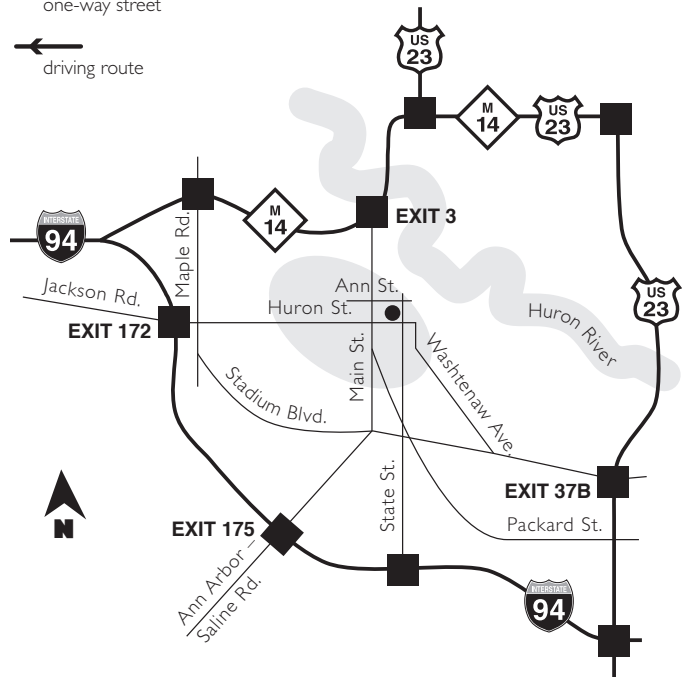 one-way street
driving route
US
23
M
14
US
23
M
14
EXIT 3
INTERSTATE
94
Maple Rd.
Jackson Rd.
Ann St.
Huron St.
EXIT 172
US
23
Huron River
Main St.
Washtenaw Ave.
Stadium Blvd.
State St.
EXIT 37B
N
EXIT 175
Packard St.
Ann Arbor –
Saline Rd.
INTERSTATE
94